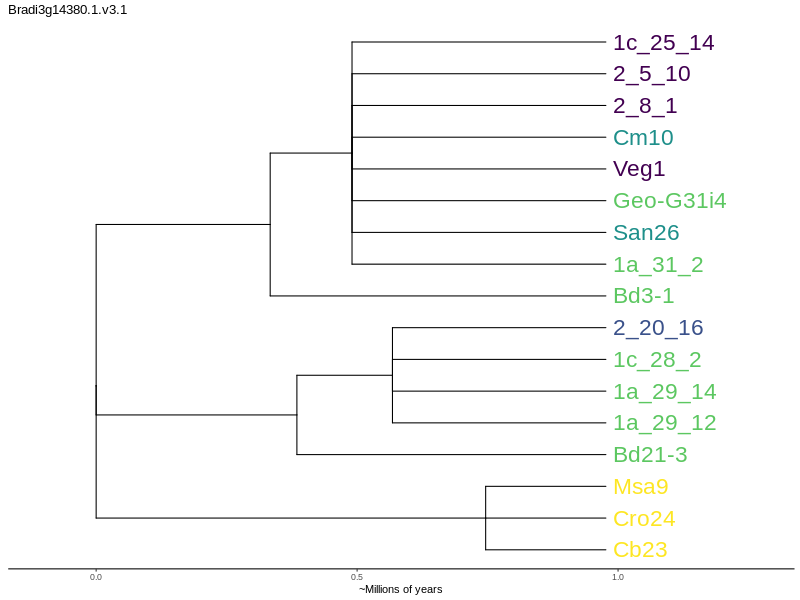 Bradi3g14380.1.v3.1
1c_25_14
2_5_10
2_8_1
Cm10
Veg1
Geo-G31i4
San26
1a_31_2
Bd3-1
2_20_16
1c_28_2
1a_29_14
1a_29_12
Bd21-3
Msa9
Cro24
Cb23
0.0 0.5 1.0
~Millions of years